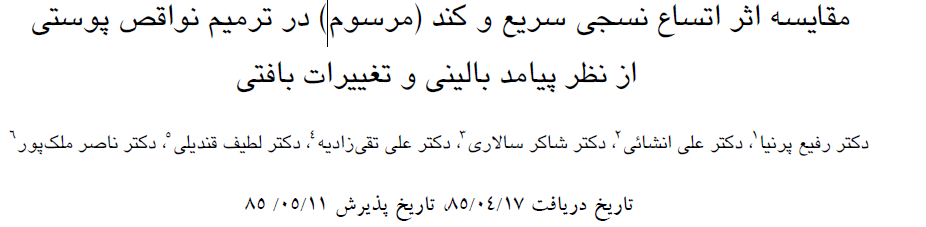 مقایسه اثر اتساع نسجی سریع و کند (مرسوم) در ترمیم نواقص پوستی
از نظر پیامد بالینی و تغییرات بافتی
دکتر رفیع پرنیا۱، دکتر علی انشائی۲، دکتر شاکر سالاری۳، دکتر علی تقی‌زادیه۴، دکتر لطیف قندیلی۵، دکتر ناصر ملک‌پور۶
تاریخ دریافت ۸۵/۰۴/۱۷، تاریخ پذیرش ۸۵/۰۵/۱۱